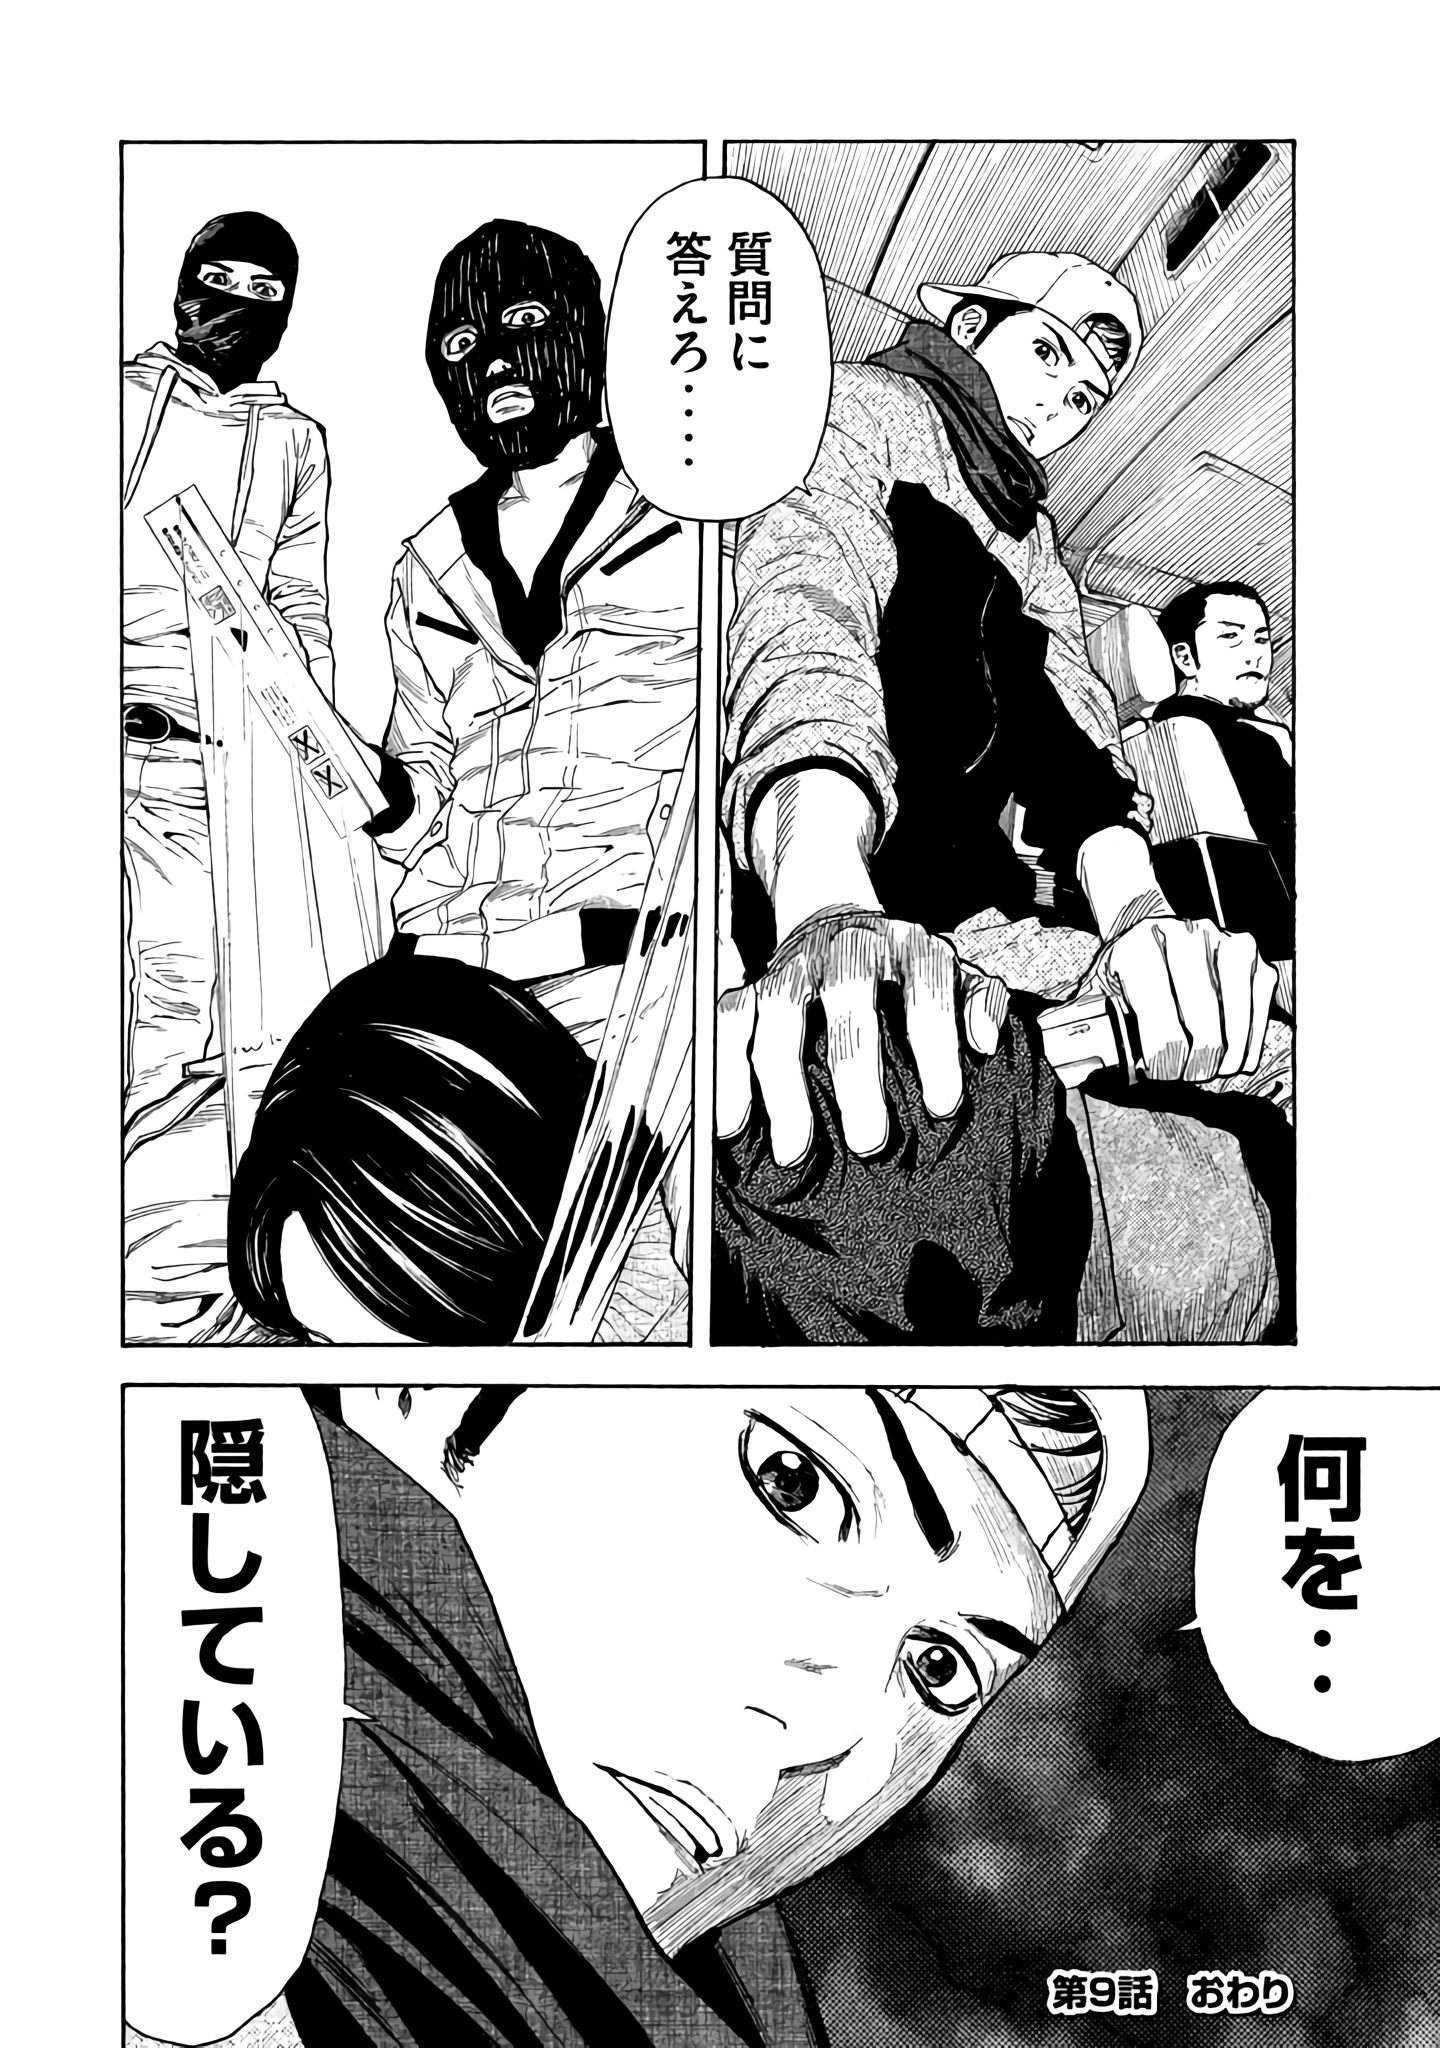 質問に
答えろ‥‥
何を‥
隠している？
第9話　おわり